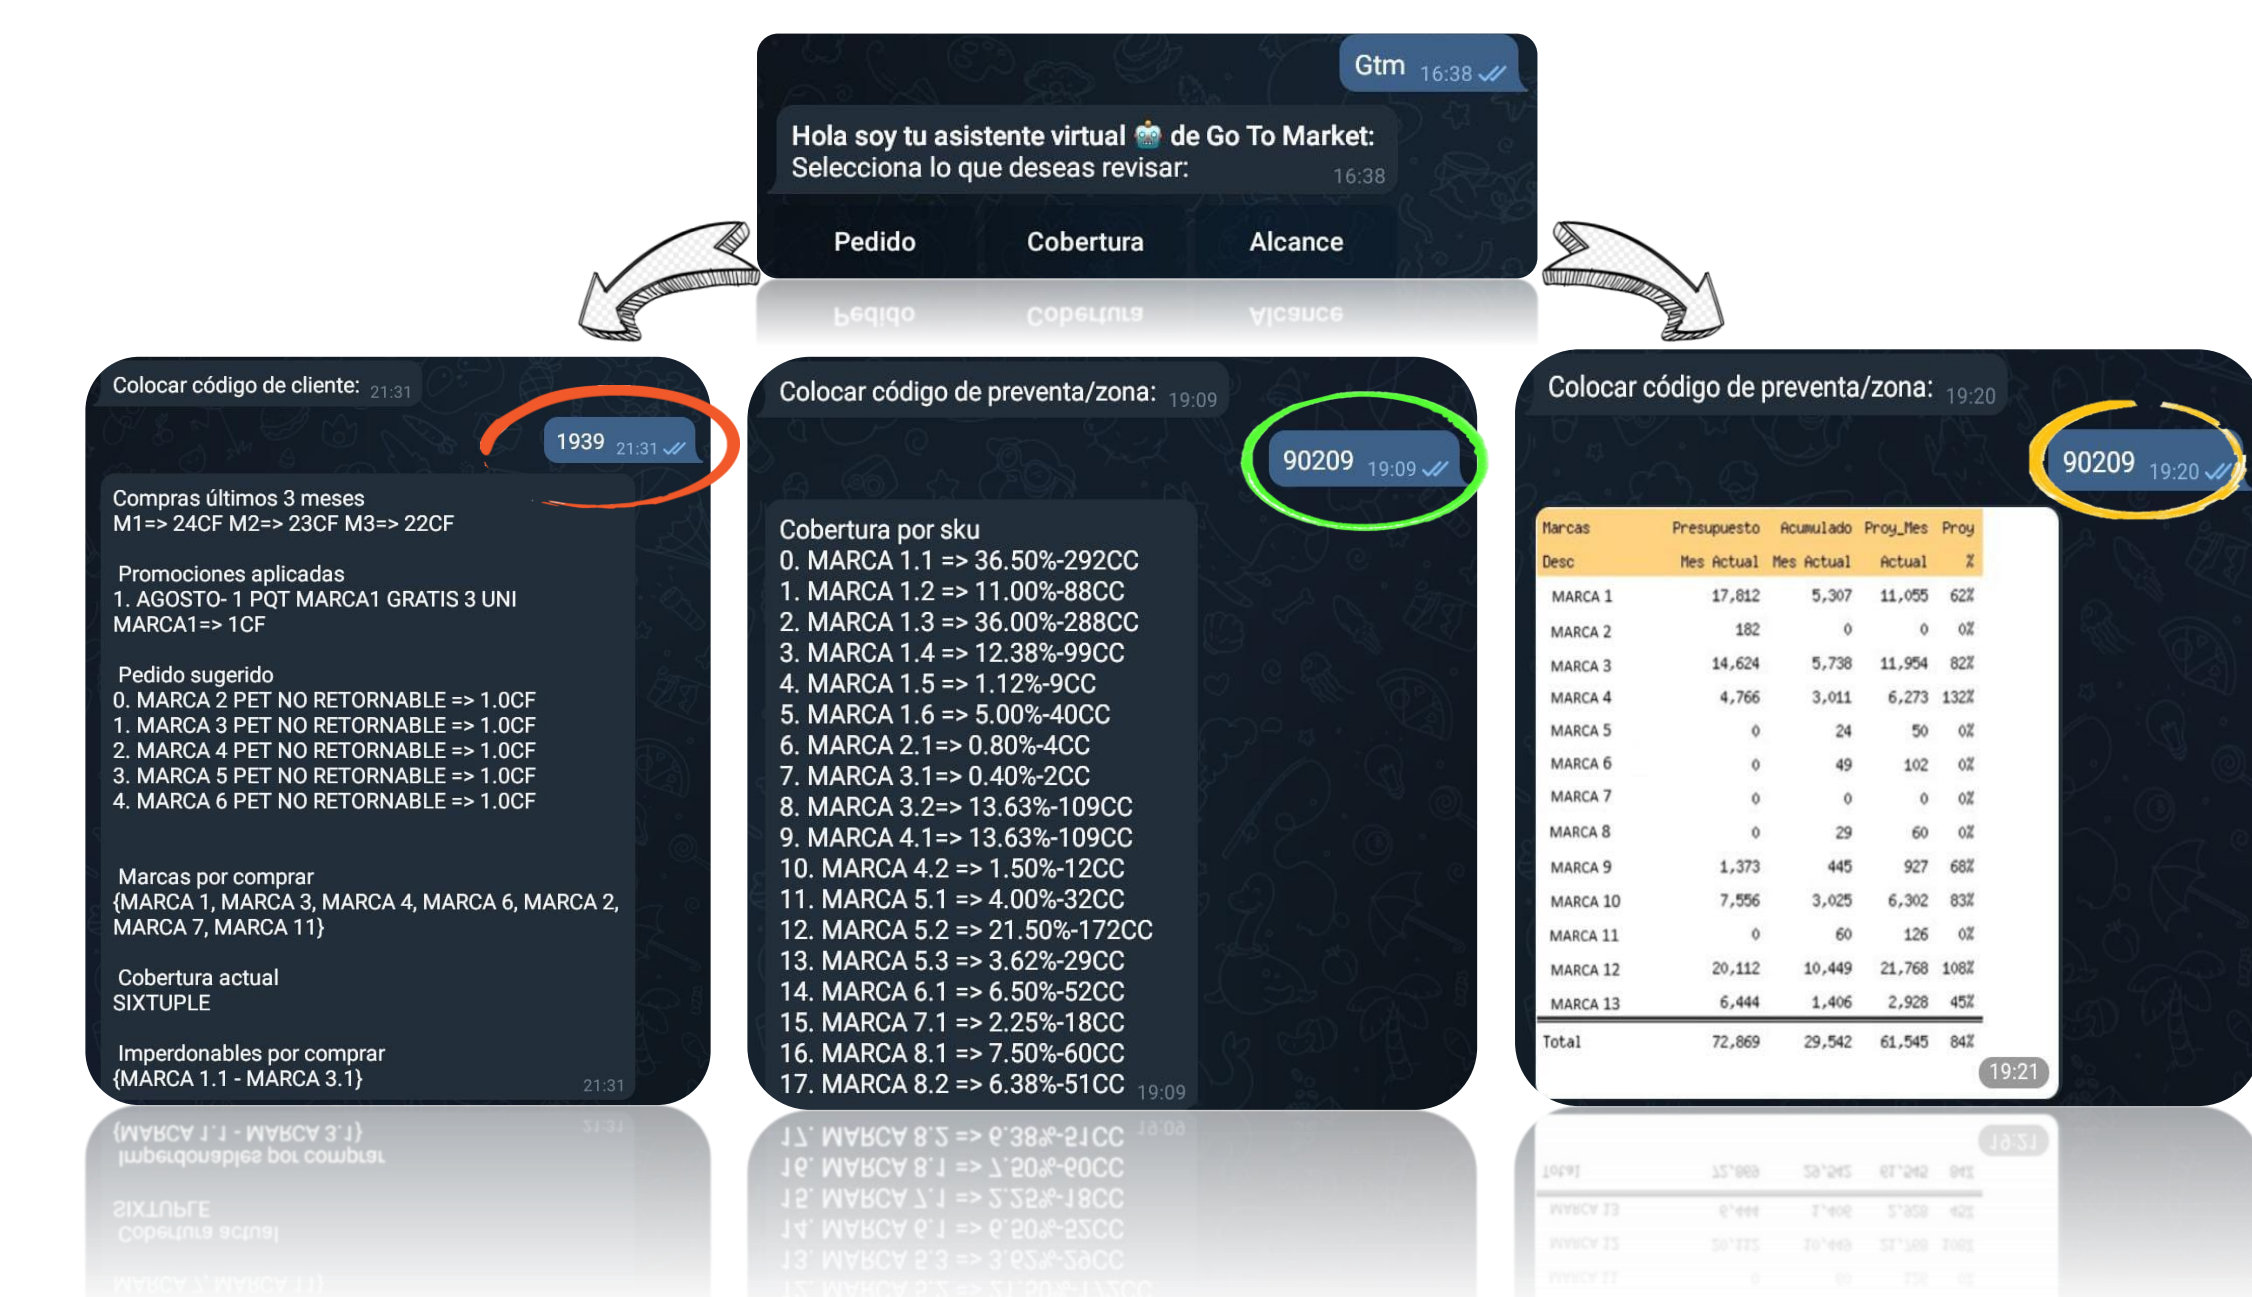 Gtm 16:38
Hola soy tu asistente virtual 🤖 de Go To Market:
Selecciona lo que deseas revisar:
16:38
Pedido Cobertura Alcance
Colocar código de cliente: 21:31
1939 21:31
Compras últimos 3 meses
M1=> 24CF M2=> 23CF M3=> 22CF
Promociones aplicadas
1. AGOSTO- 1 PQT MARCA1 GRATIS 3 UNI
MARCA1=> 1CF
Pedido sugerido
0. MARCA 2 PET NO RETORNABLE => 1.0CF
1. MARCA 3 PET NO RETORNABLE => 1.0CF
2. MARCA 4 PET NO RETORNABLE => 1.0CF
3. MARCA 5 PET NO RETORNABLE => 1.0CF
4. MARCA 6 PET NO RETORNABLE => 1.0CF
Marcas por comprar
{MARCA 1, MARCA 3, MARCA 4, MARCA 6, MARCA 2,
MARCA 7, MARCA 11}
Cobertura actual
SIXTUPLE
Imperdonables por comprar
{MARCA 1.1 - MARCA 3.1}
21:31
Colocar código de preventa/zona: 19:09
90209 19:09
Cobertura por sku
0. MARCA 1.1 => 36.50%-292CC
1. MARCA 1.2 => 11.00%-88CC
2. MARCA 1.3 => 36.00%-288CC
3. MARCA 1.4 => 12.38%-99CC
4. MARCA 1.5 => 1.12%-9CC
5. MARCA 1.6 => 5.00%-40CC
6. MARCA 2.1=> 0.80%-4CC
7. MARCA 3.1=> 0.40%-2CC
8. MARCA 3.2=> 13.63%-109CC
9. MARCA 4.1=> 13.63%-109CC
10. MARCA 4.2 => 1.50%-12CC
11. MARCA 5.1 => 4.00%-32CC
12. MARCA 5.2 => 21.50%-172CC
13. MARCA 5.3 => 3.62%-29CC
14. MARCA 6.1 => 6.50%-52CC
15. MARCA 7.1 => 2.25%-18CC
16. MARCA 8.1 => 7.50%-60CC
17. MARCA 8.2 => 6.38%-51CC 19:09
Colocar código de preventa/zona: 19:20
90209 19:20
Marcas Presupuesto Acumulado Proy_Mes Proy
Desc Mes Actual Mes Actual Actual %
MARCA 1 17,812 5,307 11,055 62%
MARCA 2 182 0 0 0%
MARCA 3 14,624 5,738 11,954 82%
MARCA 4 4,766 3,011 6,273 132%
MARCA 5 0 24 50 0%
MARCA 6 0 49 102 0%
MARCA 7 0 0 0 0%
MARCA 8 0 29 60 0%
MARCA 9 1,373 445 927 68%
MARCA 10 7,556 3,025 6,302 83%
MARCA 11 0 60 126 0%
MARCA 12 20,112 10,449 21,768 108%
MARCA 13 6,444 1,406 2,928 45%
Total 72,869 29,542 61,545 84%
19:21